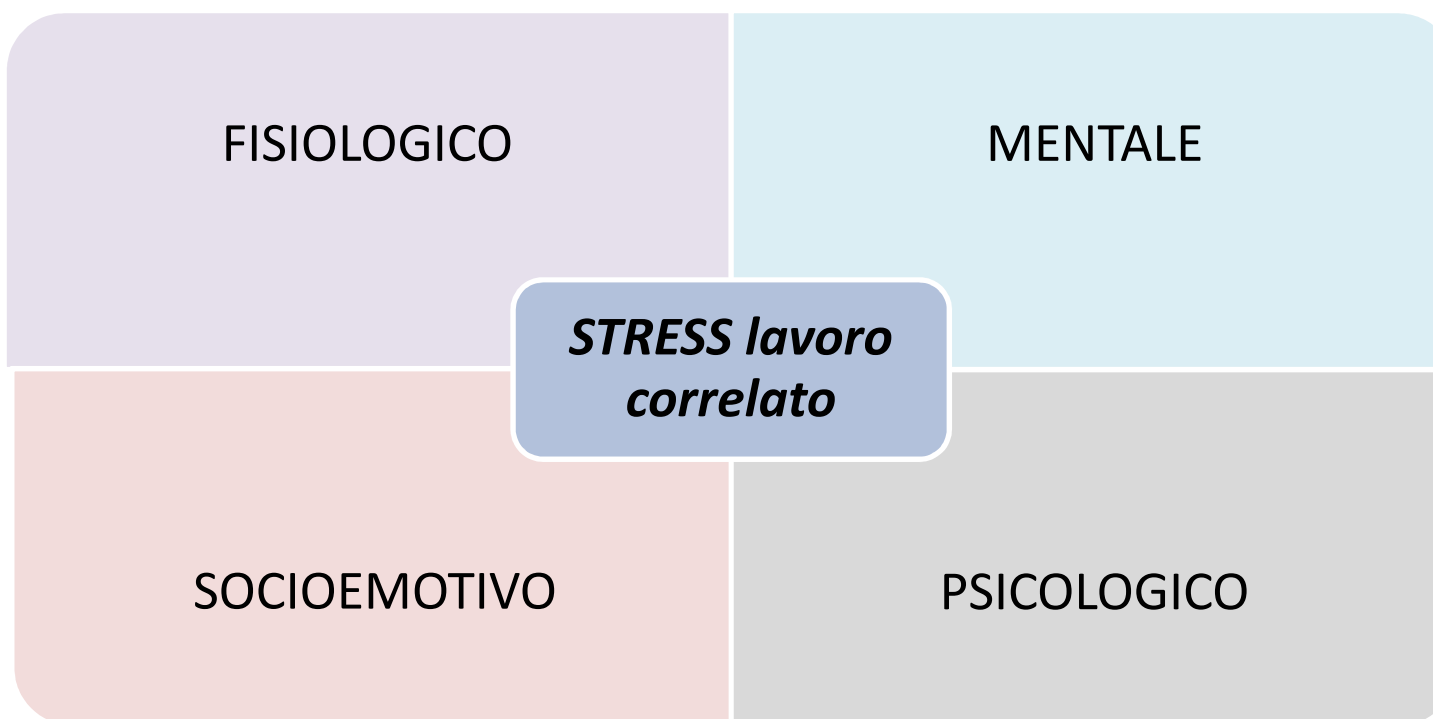 FISIOLOGICO
MENTALE
STRESS lavoro
correlato
SOCIOEMOTIVO
PSICOLOGICO